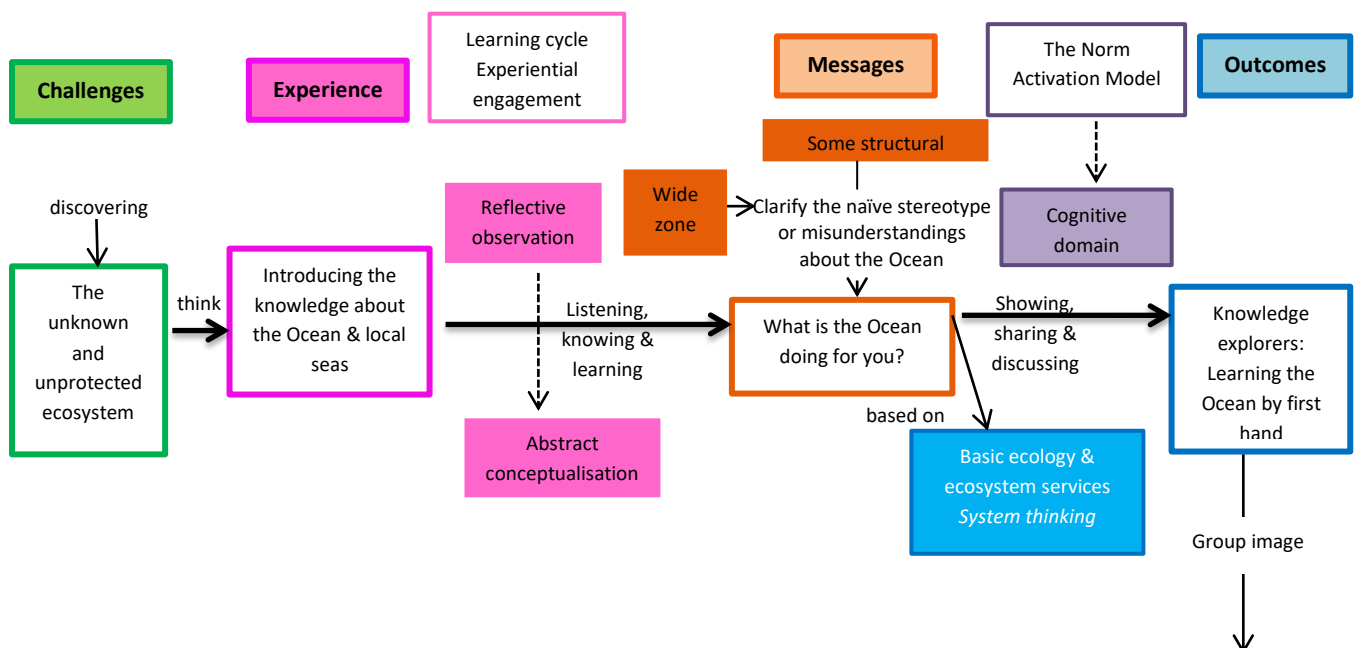 Challenges
Experience
Learning cycle
Experiential
engagement
Messages
The Norm
Activation Model
Outcomes
Some structural
discovering
Reflective
observation
Wide
zone
Clarify the naïve stereotype
or misunderstandings
about the Ocean
Cognitive
domain
The
unknown
and
unprotected
ecosystem
think
Introducing the
knowledge about
the Ocean & local
seas
Listening,
knowing &
learning
What is the Ocean
doing for you?
Showing,
sharing &
discussing
Knowledge
explorers:
Learning the
Ocean by first
hand
based on
Abstract
conceptualisation
Basic ecology &
ecosystem services
System thinking
Group image